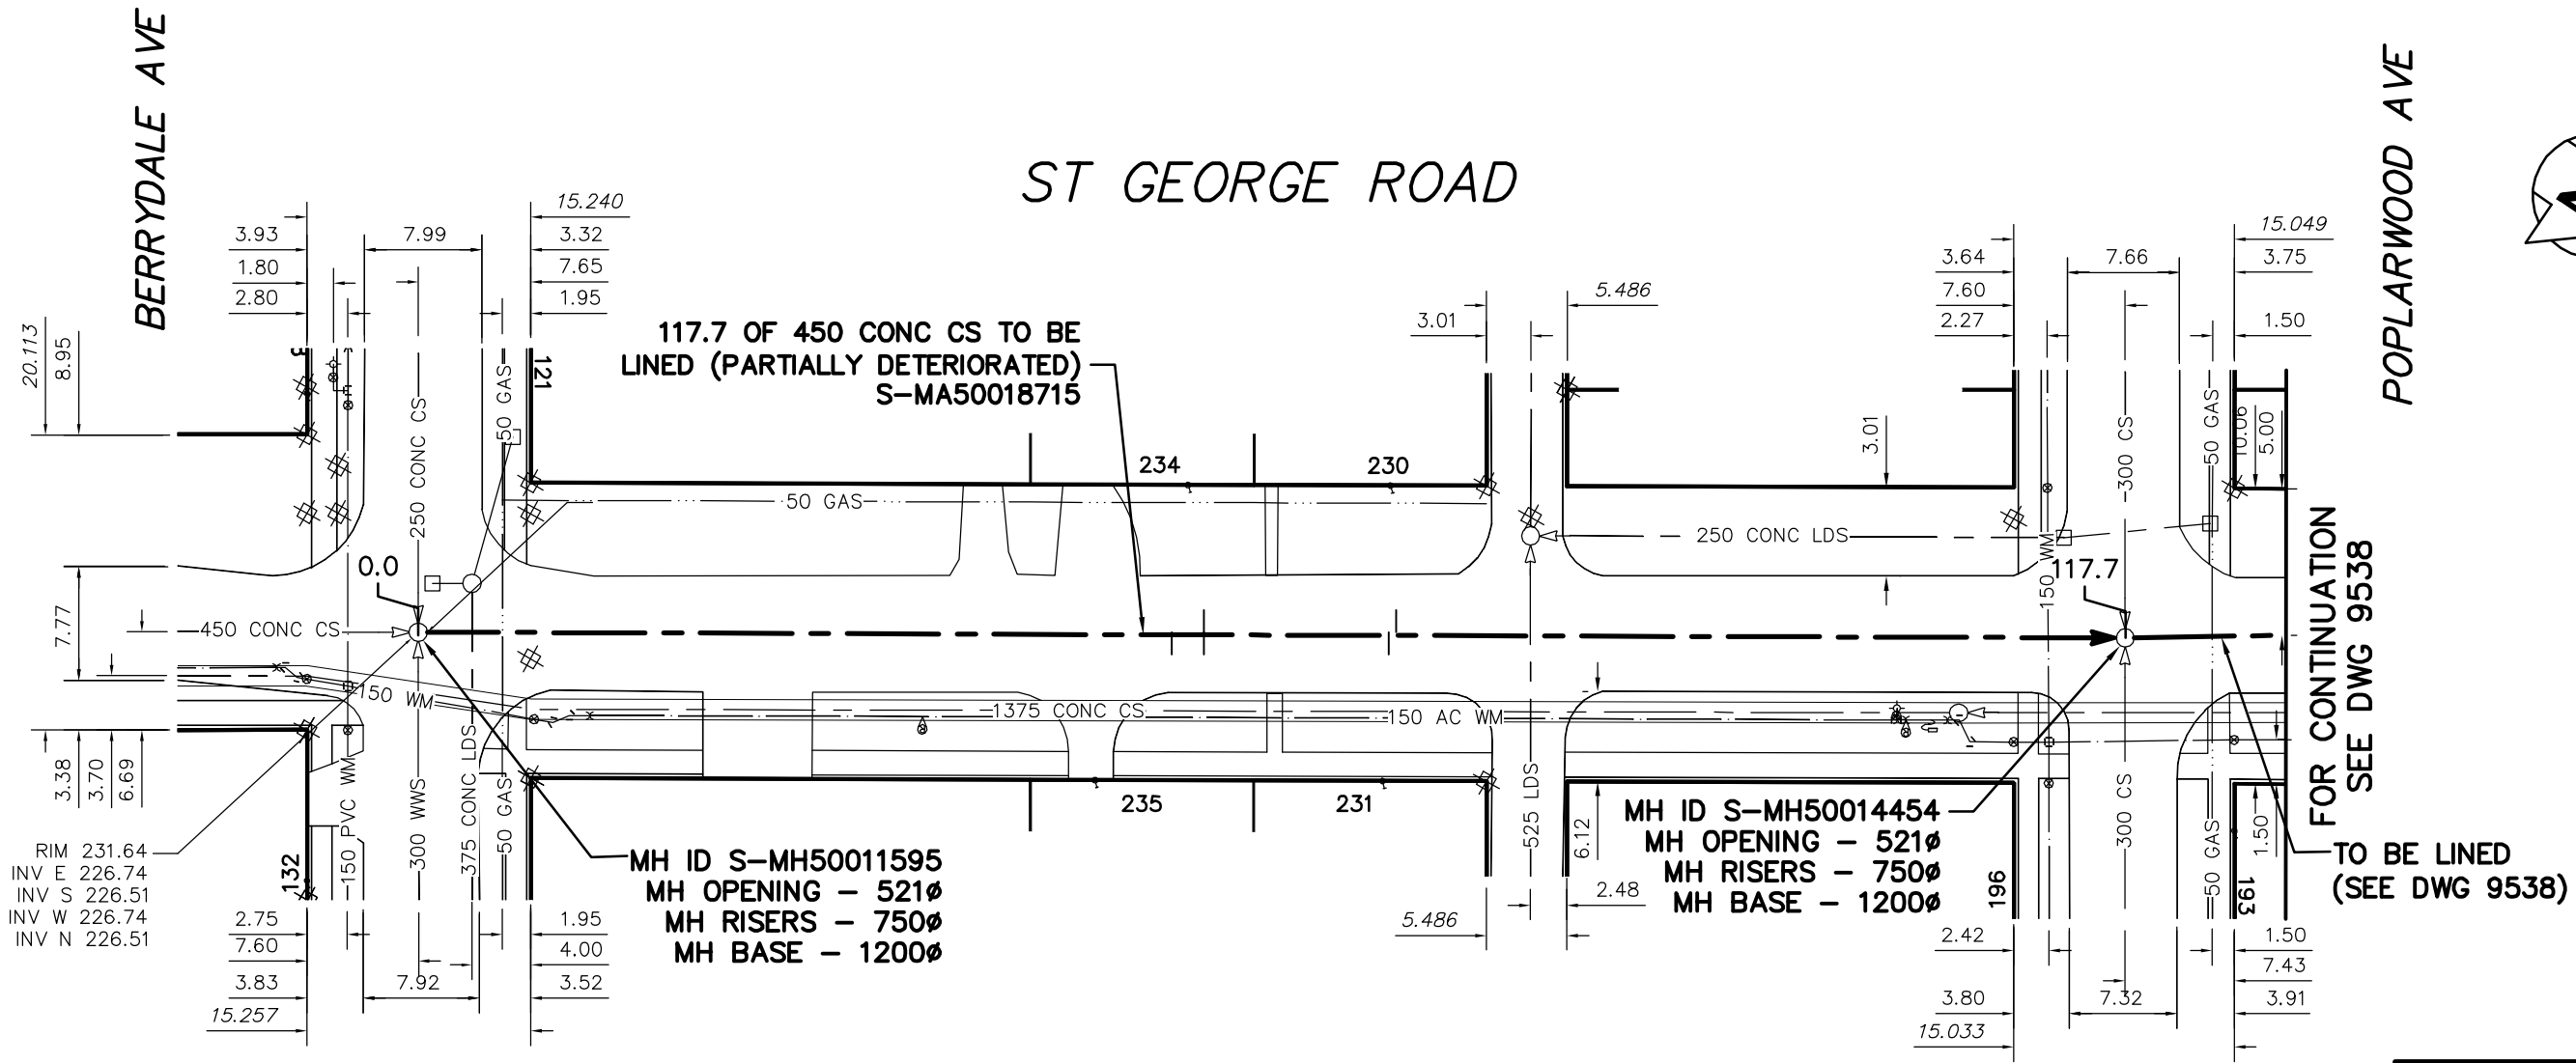 BERRYDALE AVE
ST GEORGE ROAD
POPLARWOOD AVE
15.240
3.93
7.99
3.32
1.80
7.65
2.80
1.95
20.113
8.95
117.7 OF 450 CONC CS TO BE
LINED (PARTIALLY DETERIORATED)
S-MA50018715
3.01
5.486
15.049
3.64
7.66
3.75
7.60
2.27
1.50
121
250 CONC CS
50 GAS
234
230
50 GAS
3.01
250 CONC LDS
150 WM
300 CS
50 GAS
10.06
5.00
0.0
117.7
7.77
450 CONC CS
150 WM
1375 CONC CS
150 AC WM
FOR CONTINUATION
SEE DWG 9538
3.38
3.70
6.69
RIM 231.64
INV E 226.74
INV S 226.51
INV W 226.74
INV N 226.51
132
150 PVC WM
300 WWS
375 CONC LDS
50 GAS
MH ID S-MH50011595
MH OPENING - 521ø
MH RISERS - 750ø
MH BASE - 1200ø
235
231
525 LDS
6.12
2.48
5.486
MH ID S-MH50014454
MH OPENING - 521ø
MH RISERS - 750ø
MH BASE - 1200ø
196
300 CS
50 GAS
193
1.50
TO BE LINED
(SEE DWG 9538)
2.75
1.95
7.60
4.00
3.83
7.92
3.52
15.257
2.42
1.50
7.43
3.80
7.32
3.91
15.033